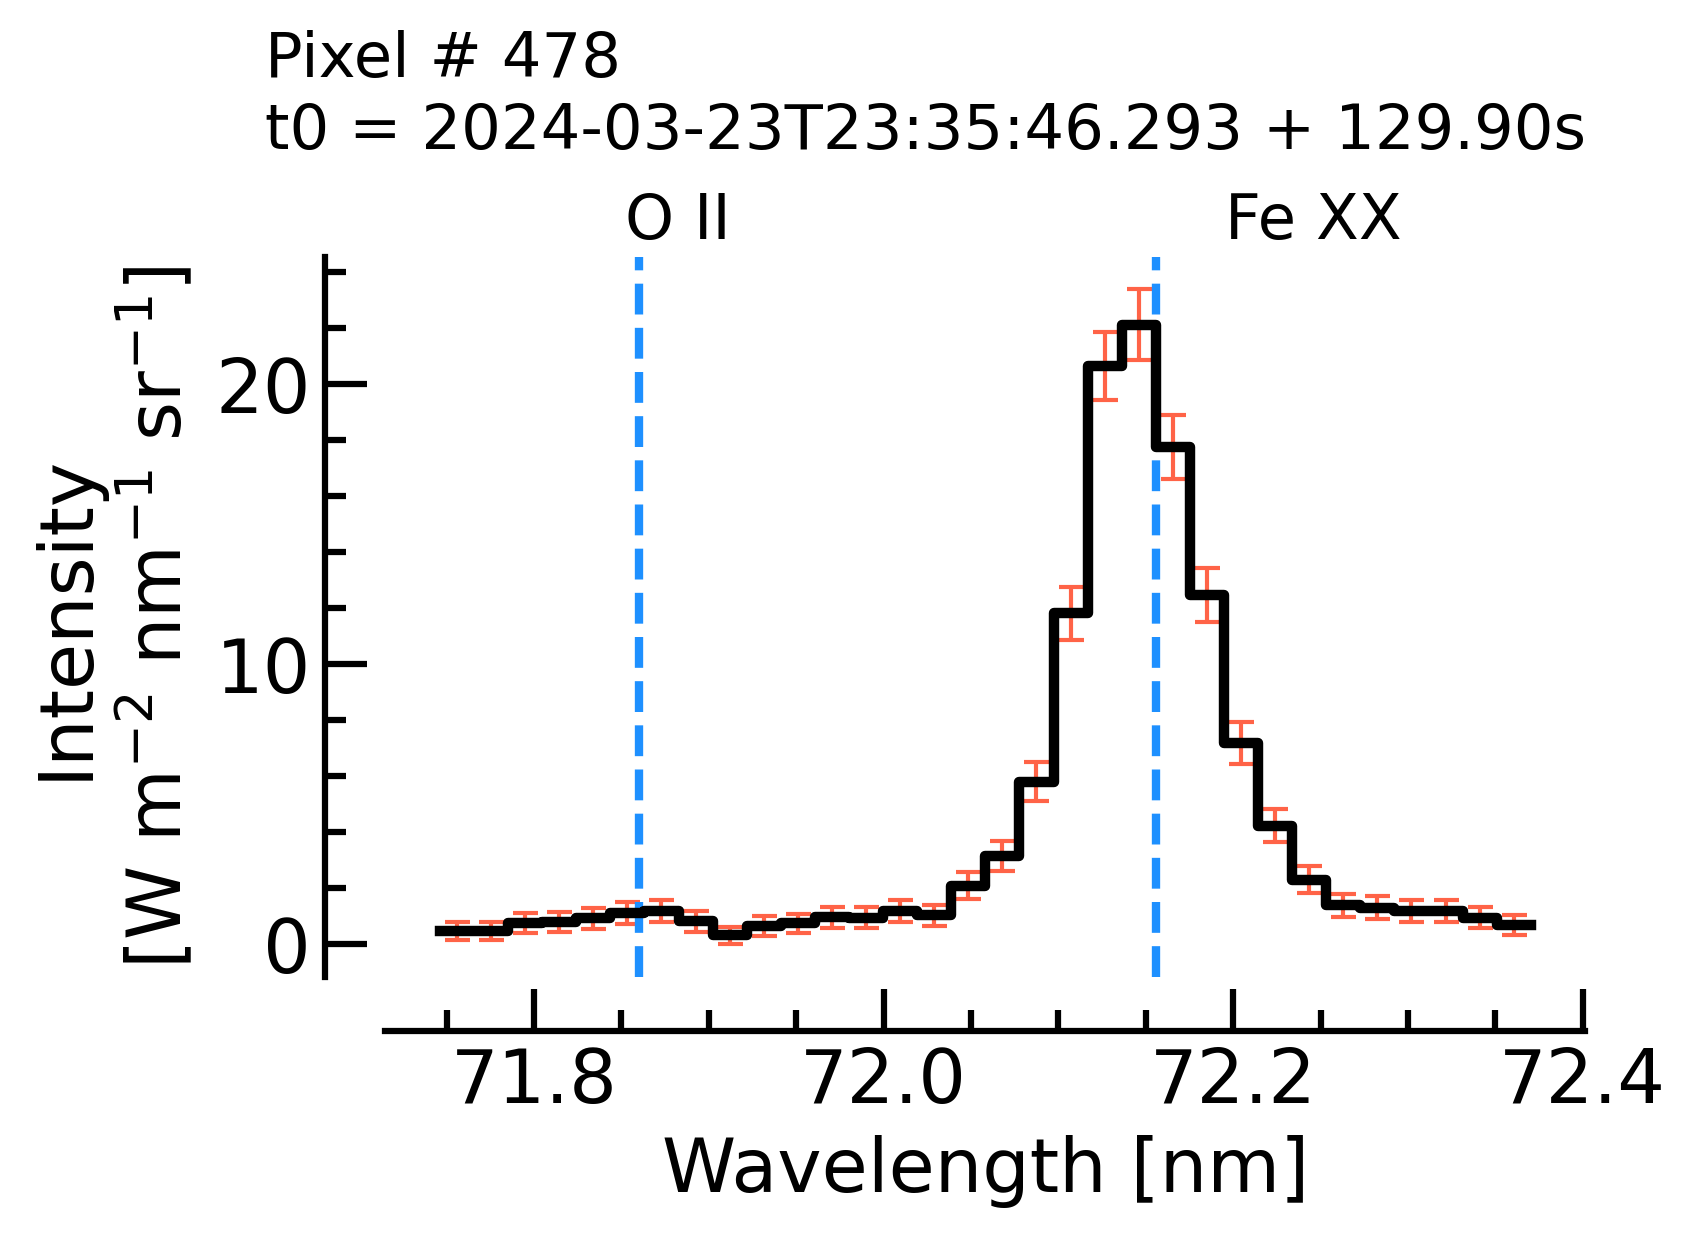 Pixel # 478
t0 = 2024-03-23T23:35:46.293 + 129.90s
O II Fe XX
Intensity
[W m⁻² nm⁻¹ sr⁻¹]
20
10
0
71.8 72.0 72.2 72.4
Wavelength [nm]